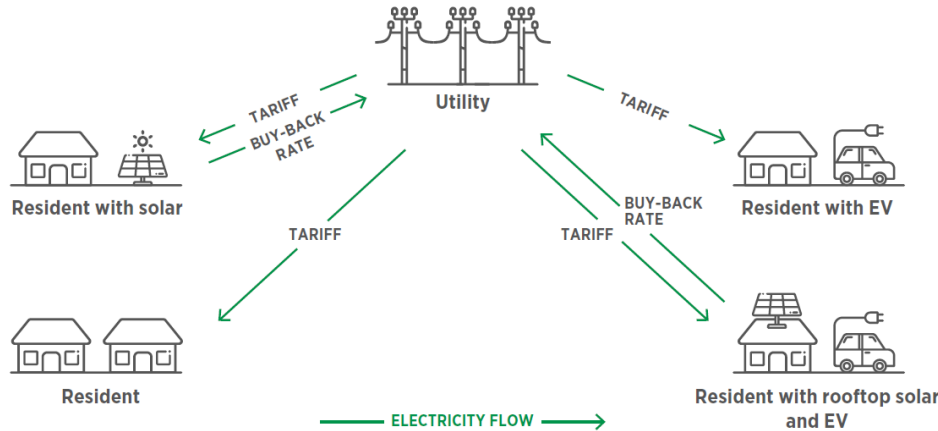 Utility
TARIFF
BUY-BACK
RATE
TARIFF
Resident with solar
Resident with EV
TARIFF
TARIFF
BUY-BACK
RATE
Resident
Resident with rooftop solar
and EV
ELECTRICITY FLOW